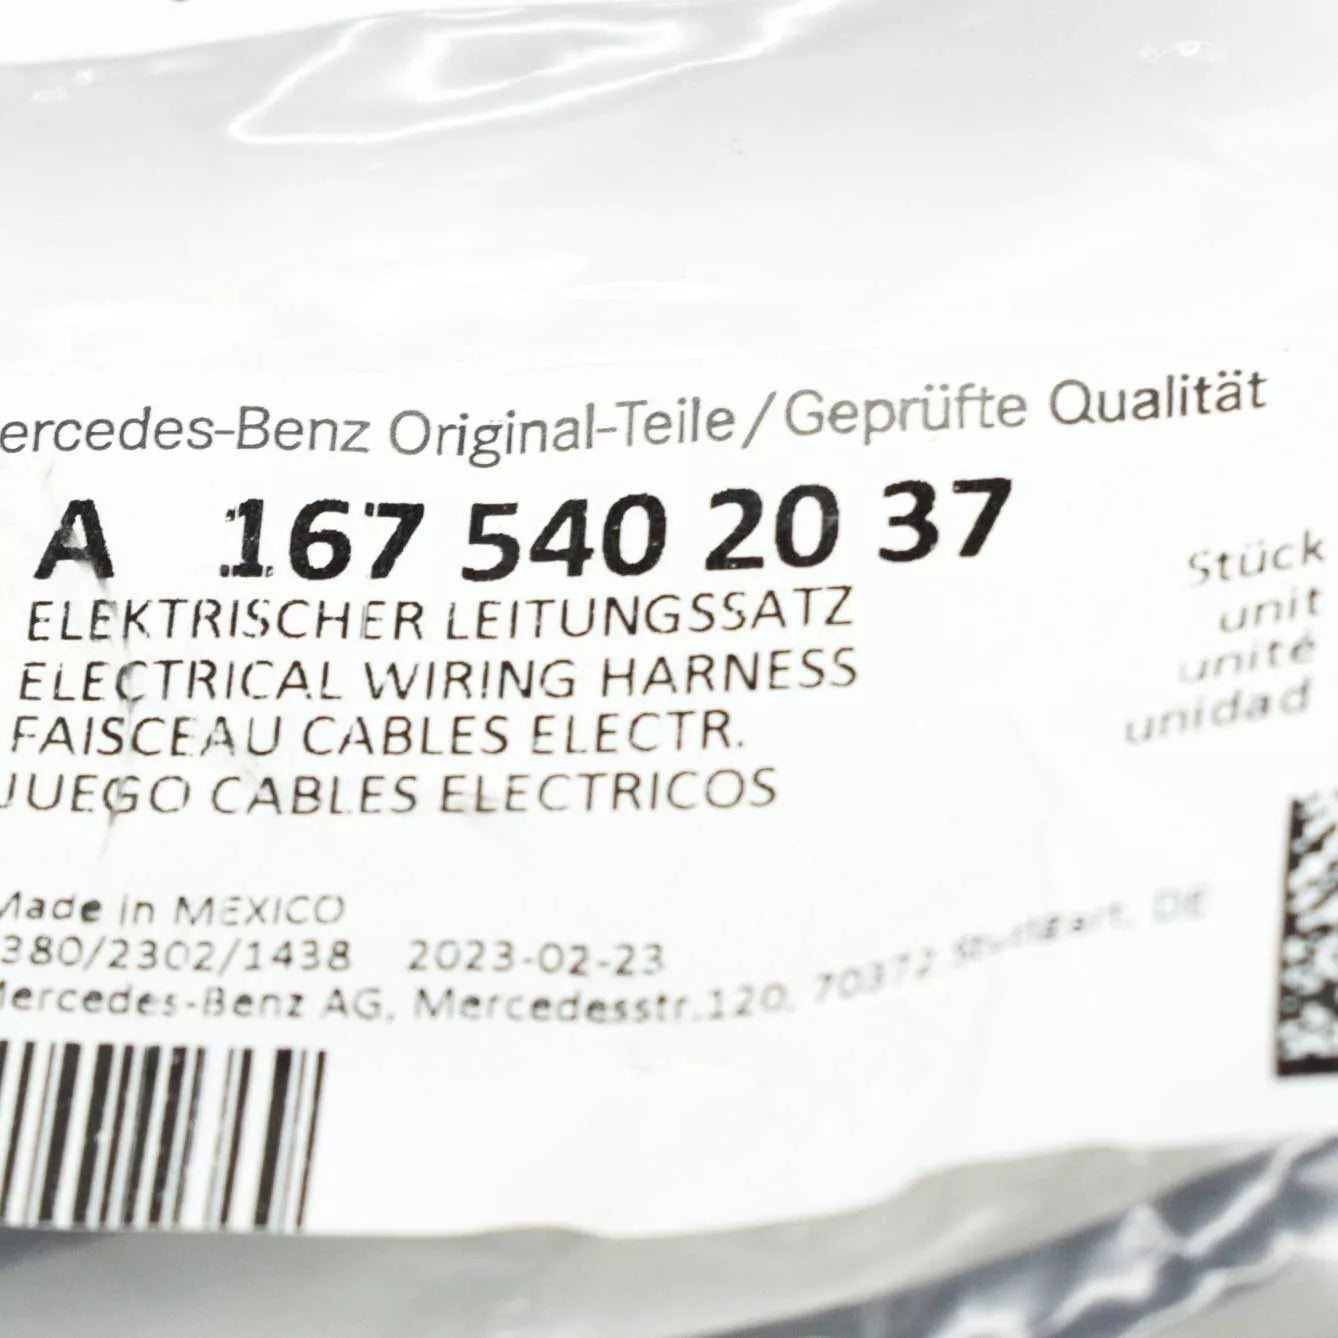 ercedes-Benz Original-Teile/Geprüfte Qualität
A 167 540 20 37
ELEKTRISCHER LEITUNGSSATZ
ELECTRICAL WIRING HARNESS
FAISCEAU CABLES ELECTR.
JUEGO CABLES ELECTRICOS
Stück
unit
unité
unidad
Made in MEXICO
380/2302/1438 2023-02-23
Mercedes-Benz AG, Mercedesstr.120, 70372 Stuttgart, DE